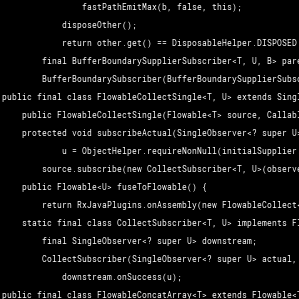 fastPathEmitMax(b, false, this);
disposeOther();
return other.get() == DisposableHelper.DISPOSED
final BufferBoundarySupplierSubscriber<T, U, B> pare
BufferBoundarySubscriber(BufferBoundarySupplierSubsc
public final class FlowableCollectSingle<T, U> extends Singl
public FlowableCollectSingle(Flowable<T> source, Callabl
protected void subscribeActual(SingleObserver<? super U>
u = ObjectHelper.requireNonNull(initialSupplier
source.subscribe(new CollectSubscriber<T, U>(observe
public Flowable<U> fuseToFlowable() {
return RxJavaPlugins.onAssembly(new FlowableCollect<
static final class CollectSubscriber<T, U> implements Fl
final SingleObserver<? super U> downstream;
CollectSubscriber(SingleObserver<? super U> actual,
downstream.onSuccess(u);
public final class FlowableConcatArray<T> extends Flowable<T